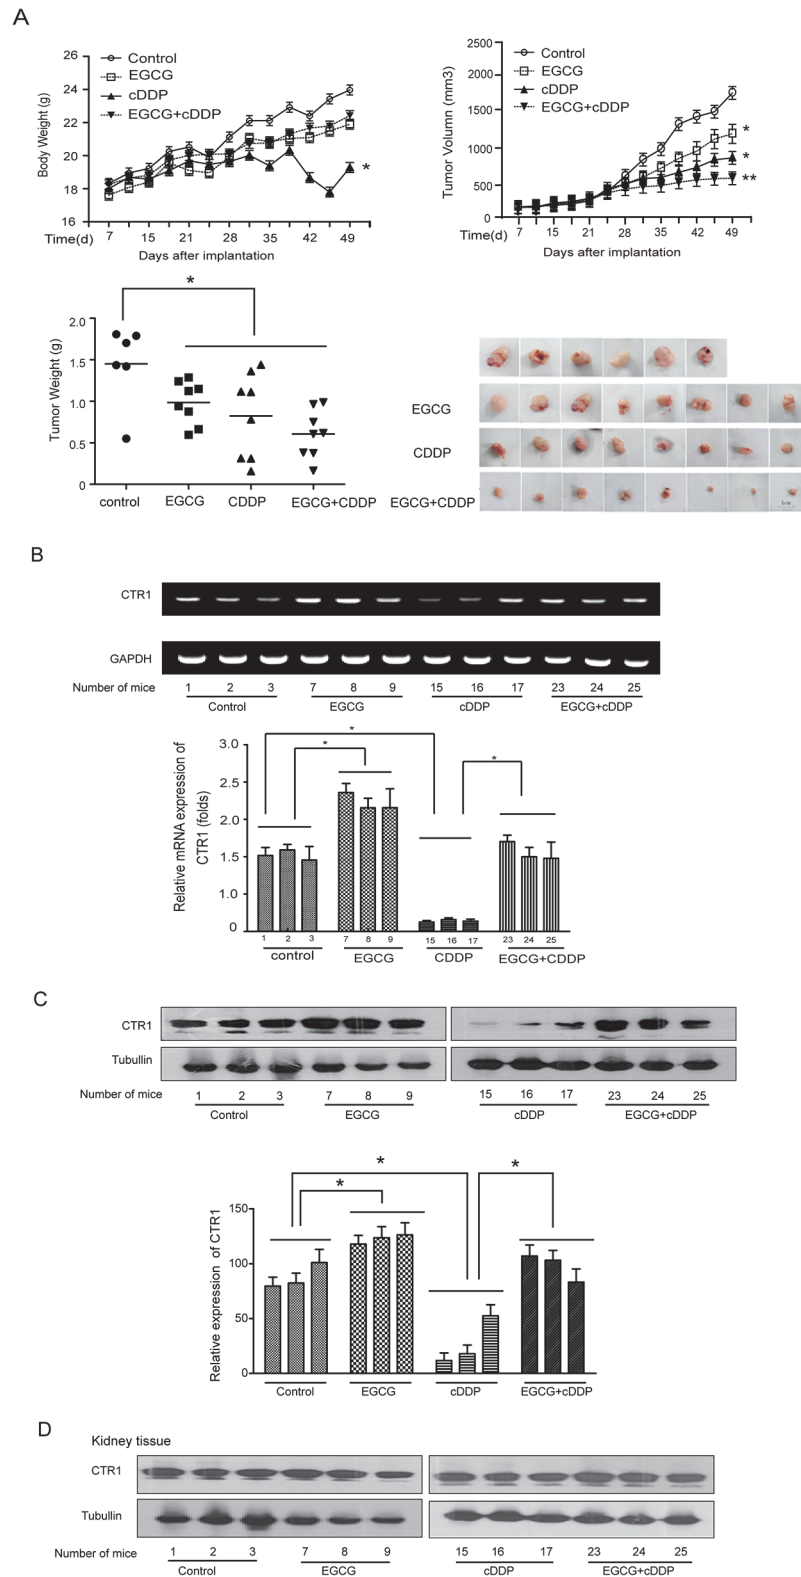 A
Body Weight (g)
26
24
22
20
18
16
Control
EGCG
cDDP
EGCG+cDDP
*
Time(d)
7 15 21 28 35 42 49
Days after implantation
Tumor Volumn (mm3)
2500
2000
1500
1000
500
0
Control
EGCG
cDDP
EGCG+cDDP
*
*
**
Time(d)
7 15 21 28 35 42 49
Days after implantation
Tumor Weight (g)
2.0
1.5
1.0
0.5
0
*
control EGCG CDDP EGCG+CDDP
EGCG
CDDP
EGCG+CDDP
B
CTR1
GAPDH
Number of mice 1 2 3 7 8 9 15 16 17 23 24 25
Control EGCG cDDP EGCG+cDDP
Relative mRNA expression of
CTR1 (folds)
3.0
2.5
2.0
1.5
1.0
0
*
*
*
1 2 3 7 8 9 15 16 17 23 24 25
control EGCG CDDP EGCG+CDDP
C
CTR1
Tubullin
Number of mice 1 2 3 7 8 9 15 16 17 23 24 25
Control EGCG cDDP EGCG+cDDP
Relative expression of CTR1
150
100
50
0
*
*
*
Control EGCG cDDP EGCG+cDDP
D
Kidney tissue
CTR1
Tubullin
Number of mice 1 2 3 7 8 9 15 16 17 23 24 25
Control EGCG cDDP EGCG+cDDP